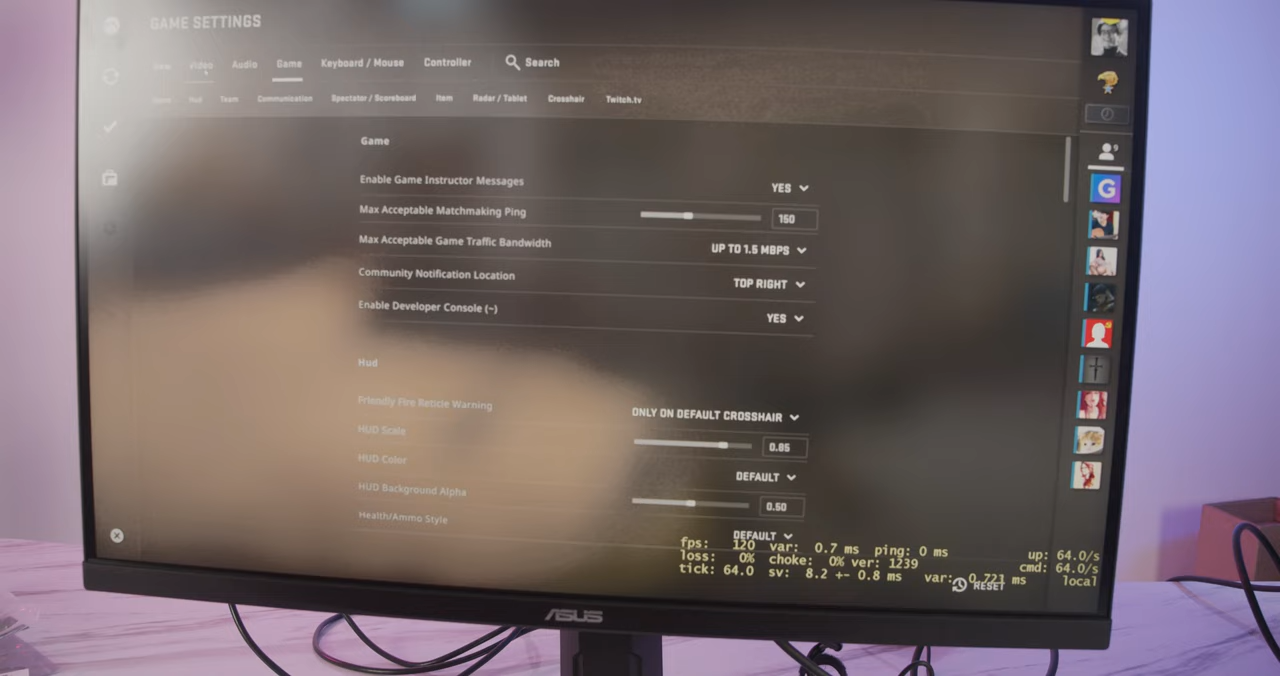 GAME SETTINGS
Video Audio Game Keyboard / Mouse Controller Search
Hud Team Communication Spectator / Scoreboard Item Radar / Tablet Crosshair Twitch.tv
Game
Enable Game Instructor Messages YES
Max Acceptable Matchmaking Ping 150
Max Acceptable Game Traffic Bandwidth UP TO 1.5 MBPS
Community Notification Location TOP RIGHT
Enable Developer Console (~) YES
Hud
Friendly Fire Reticle Warning ONLY ON DEFAULT CROSSHAIR
HUD Scale 0.85
HUD Color DEFAULT
HUD Background Alpha 0.50
Health/Ammo Style DEFAULT
fps: 120 var: 0.7 ms ping: 0 ms up: 64.0/s
loss: 0% choke: 0% ver: 1239 cmd: 64.0/s
tick: 64.0 sv: 8.2 +- 0.8 ms var: 0.721 ms local
RESET
9
G
ASUS